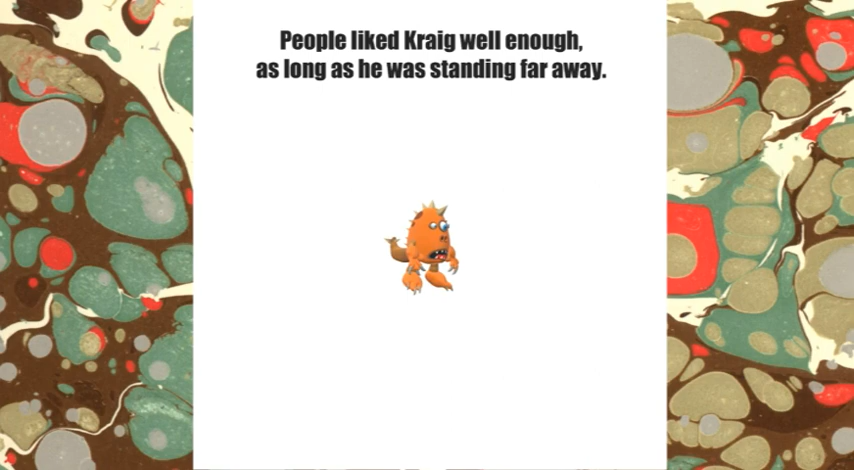 People liked Kraig well enough,
as long as he was standing far away.